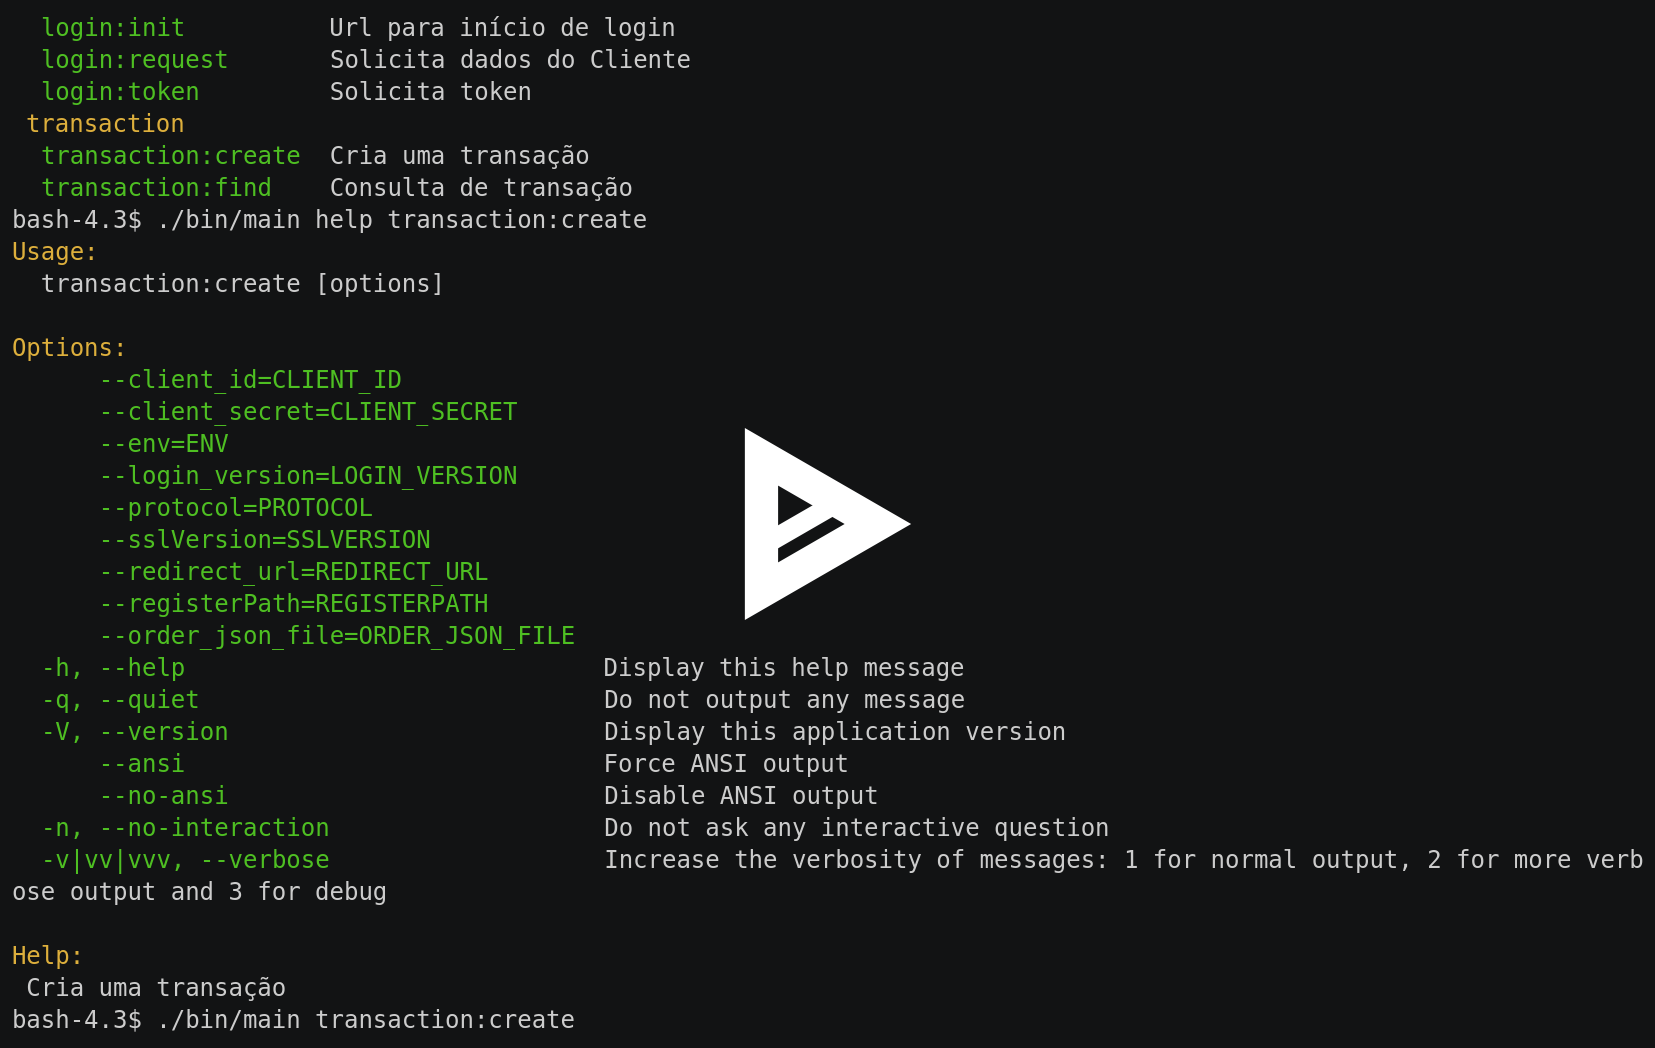 login:init Url para início de login
login:request Solicita dados do Cliente
login:token Solicita token
transaction
transaction:create Cria uma transação
transaction:find Consulta de transação
bash-4.3$ ./bin/main help transaction:create
Usage:
transaction:create [options]
Options:
--client_id=CLIENT_ID
--client_secret=CLIENT_SECRET
--env=ENV
--login_version=LOGIN_VERSION
--protocol=PROTOCOL
--sslVersion=SSLVERSION
--redirect_url=REDIRECT_URL
--registerPath=REGISTERPATH
--order_json_file=ORDER_JSON_FILE
-h, --help Display this help message
-q, --quiet Do not output any message
-V, --version Display this application version
--ansi Force ANSI output
--no-ansi Disable ANSI output
-n, --no-interaction Do not ask any interactive question
-v|vv|vvv, --verbose Increase the verbosity of messages: 1 for normal output, 2 for more verb
ose output and 3 for debug
Help:
Cria uma transação
bash-4.3$ ./bin/main transaction:create